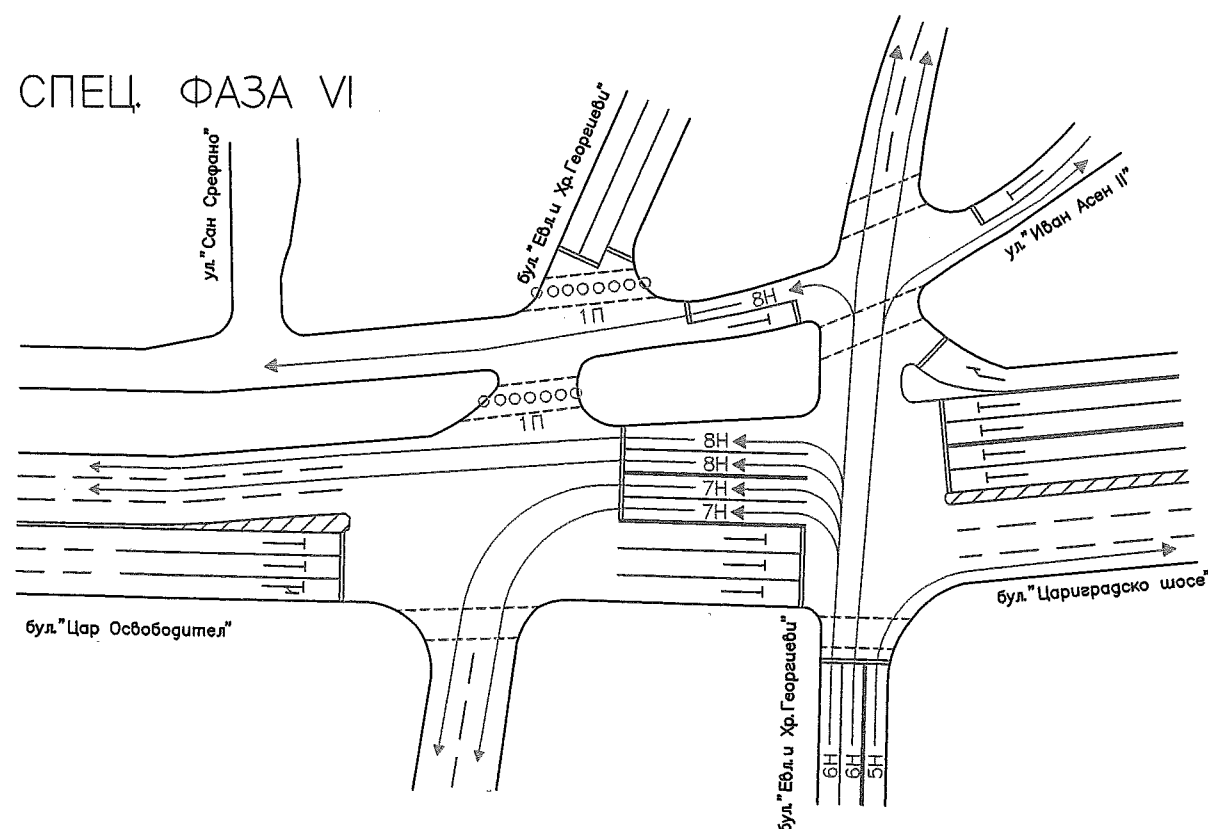 СПЕЦ. ФАЗА VI
ул."Сан Срефано"
бул."Евл.и Хр.Георгиеви"
ул."Иван Асен II"
1П
8Н
1П
8Н
8Н
7Н
7Н
бул."Цар Освободител"
бул."Цариградско шосе"
бул."Евл.и Хр.Георгиеви"
6Н
6Н
5Н